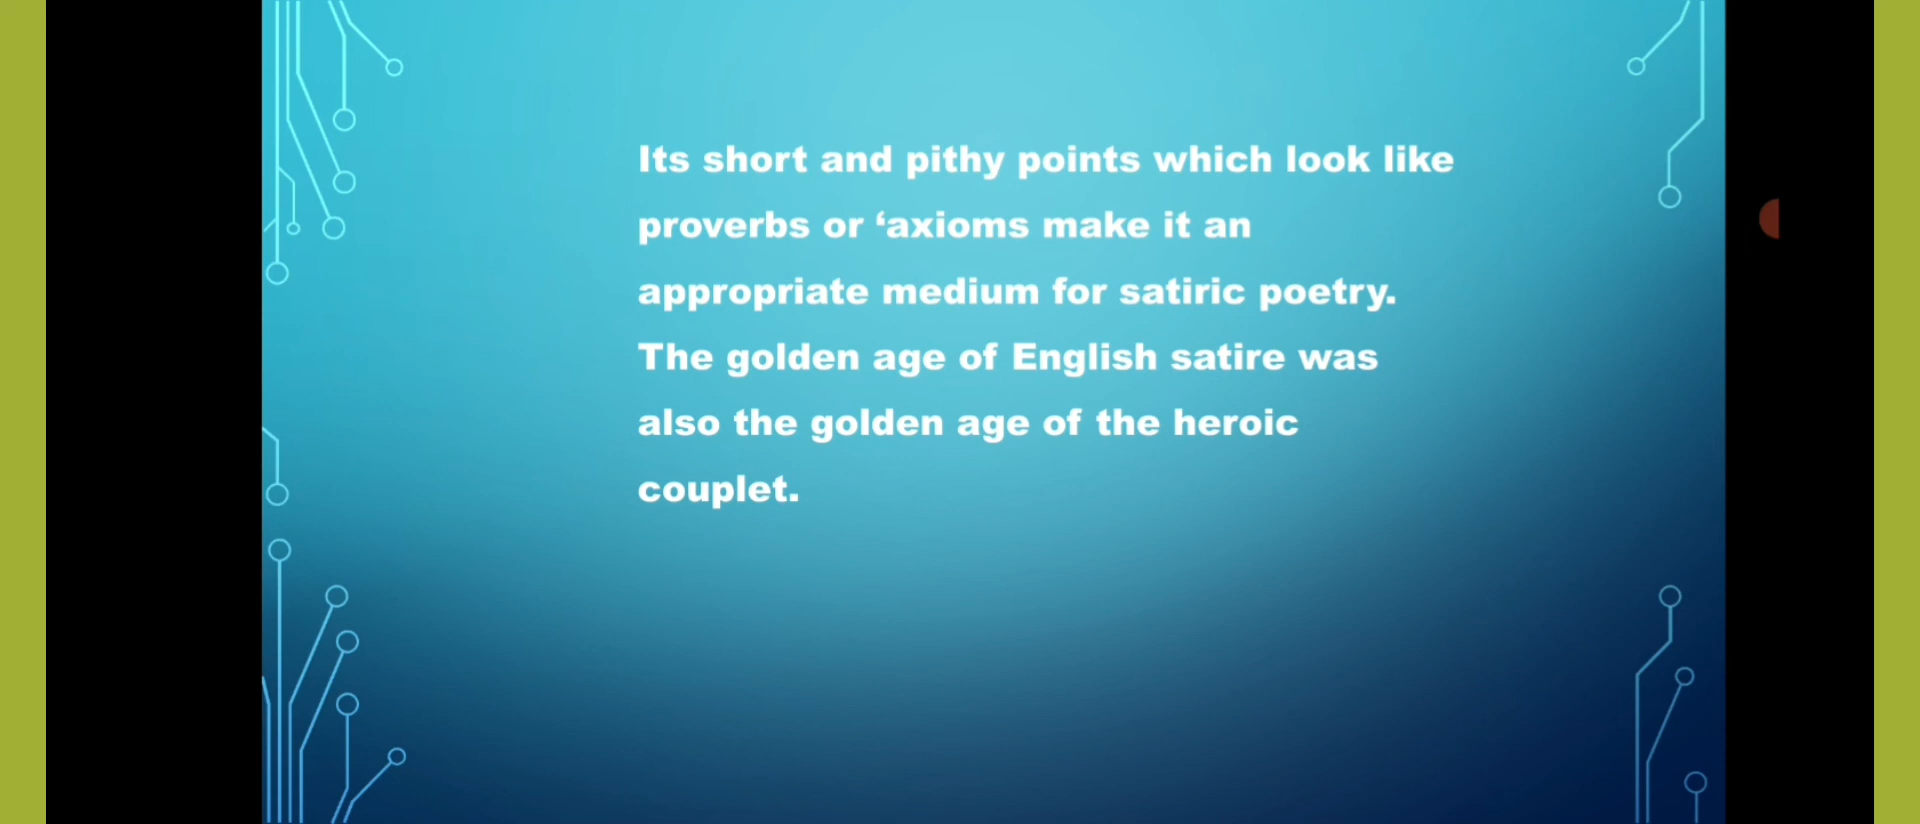 Its short and pithy points which look like
proverbs or ‘axioms make it an
appropriate medium for satiric poetry.
The golden age of English satire was
also the golden age of the heroic
couplet.